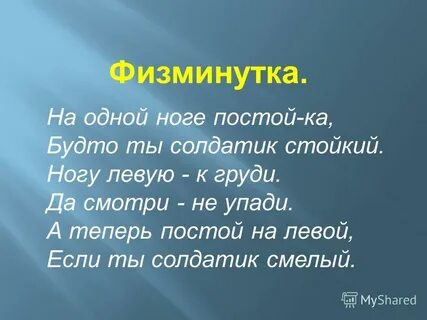 Физминутка.
На одной ноге постой-ка,
Будто ты солдатик стойкий.
Ногу левую - к груди.
Да смотри - не упади.
А теперь постой на левой,
Если ты солдатик смелый.
MyShared